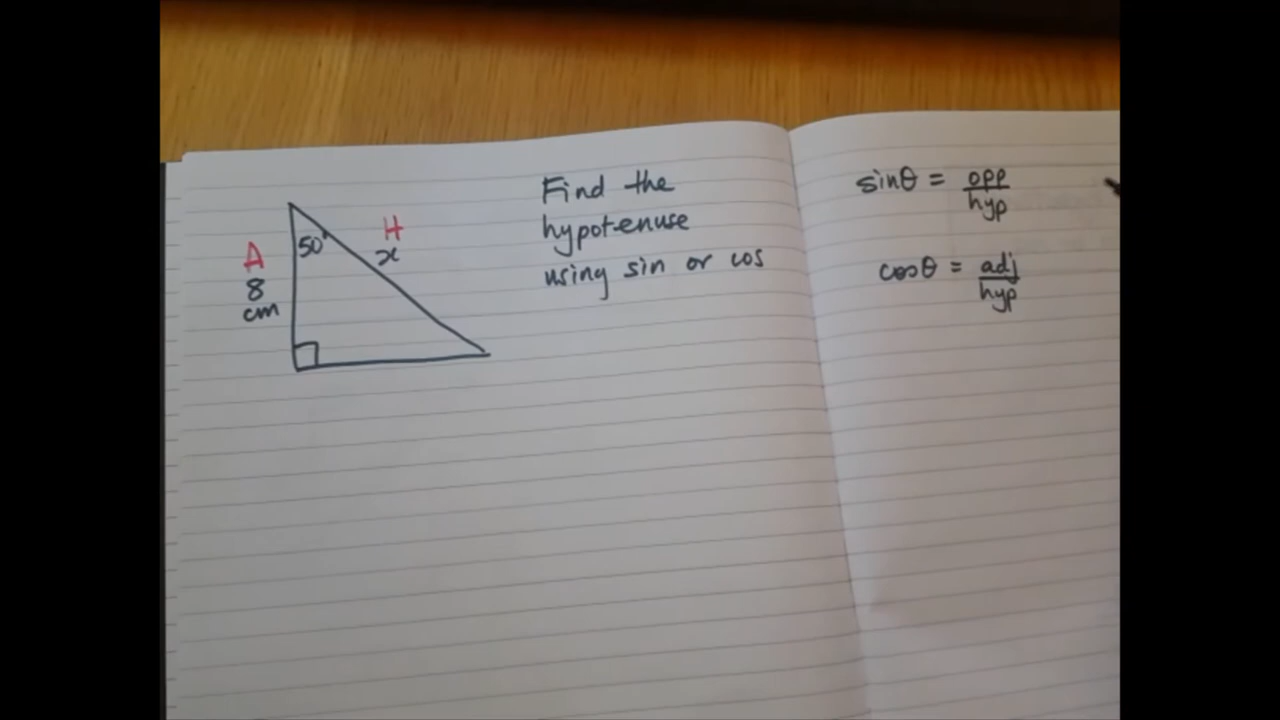 Find the
hypotenuse
using sin or cos
A
8
cm
50°
H
x
sinθ = opp
hyp
cosθ = adj
hyp